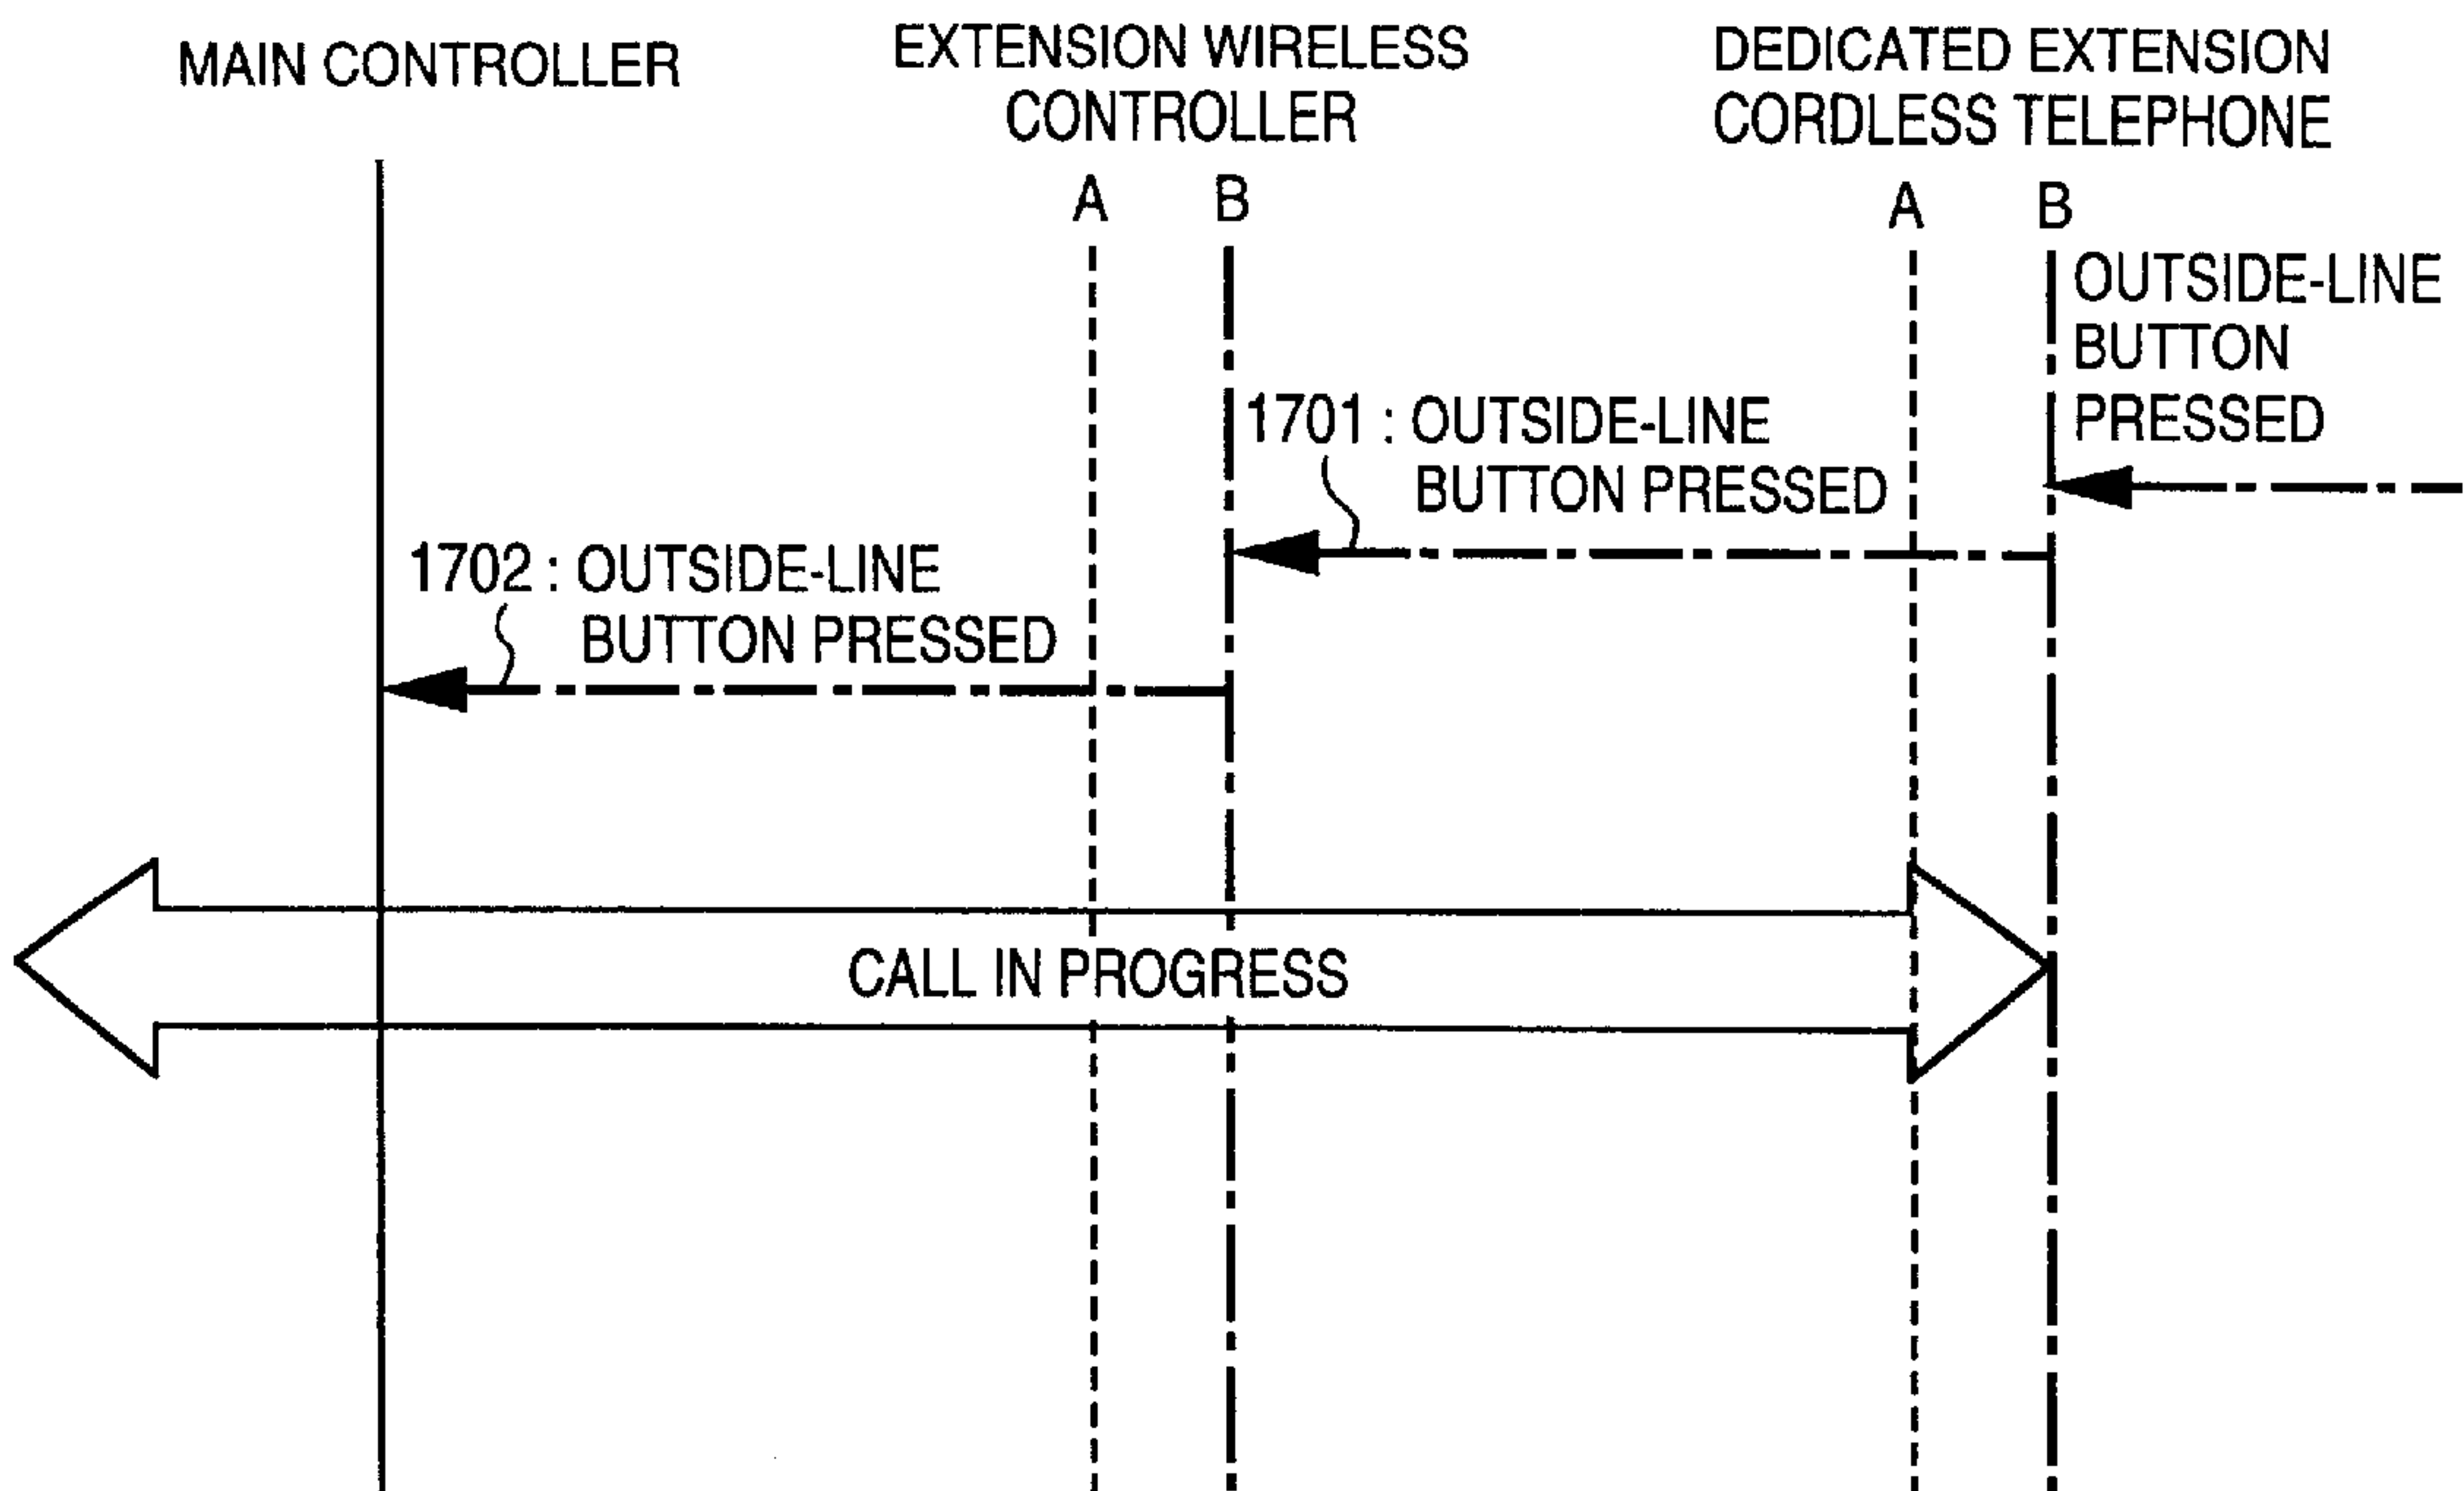 MAIN CONTROLLER
EXTENSION WIRELESS
CONTROLLER
DEDICATED EXTENSION
CORDLESS TELEPHONE
A
B
A
B
OUTSIDE-LINE
BUTTON
PRESSED
1701 : OUTSIDE-LINE
BUTTON PRESSED
1702 : OUTSIDE-LINE
BUTTON PRESSED
CALL IN PROGRESS